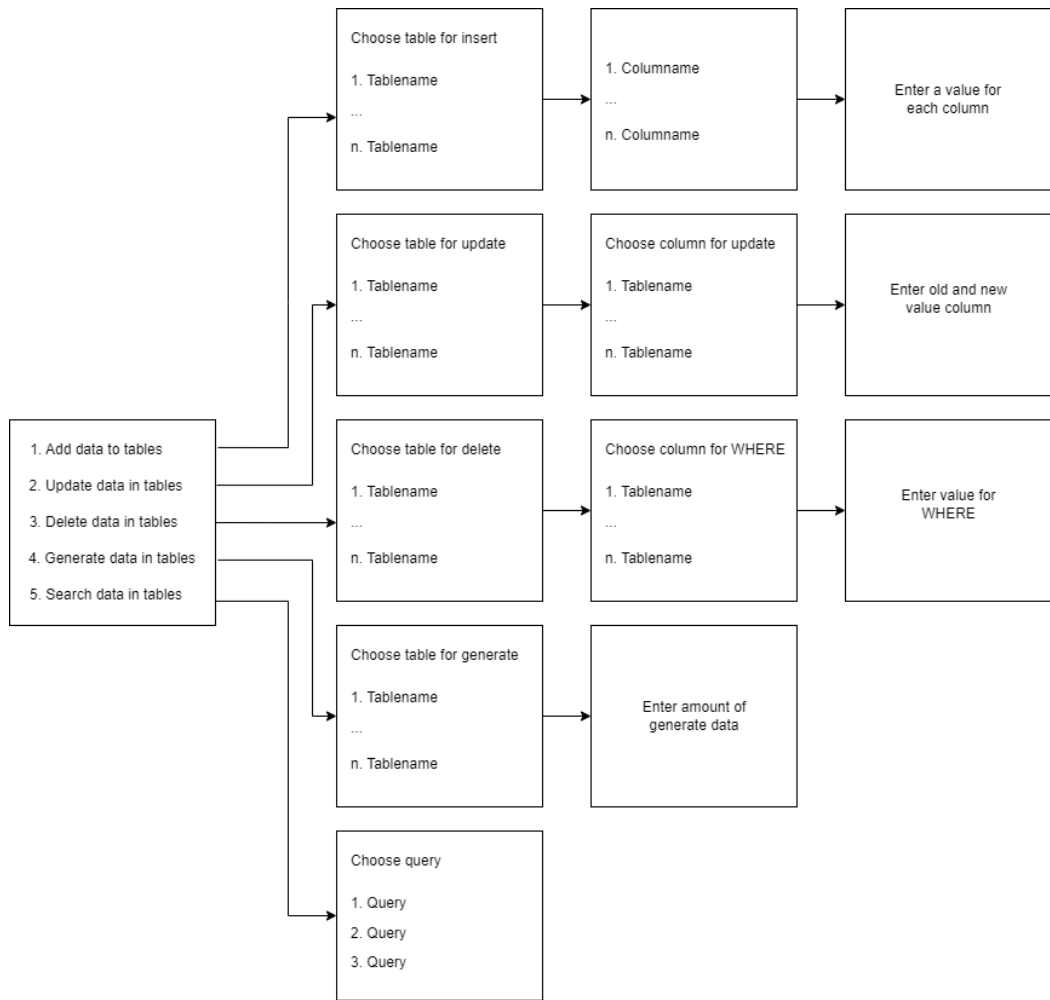 Choose table for insert
1. Tablename
...
n. Tablename
1. Columname
...
n. Columname
Enter a value for
each column
Choose table for update
1. Tablename
...
n. Tablename
Choose column for update
1. Tablename
...
n. Tablename
Enter old and new
value column
1. Add data to tables
2. Update data in tables
3. Delete data in tables
4. Generate data in tables
5. Search data in tables
Choose table for delete
1. Tablename
...
n. Tablename
Choose column for WHERE
1. Tablename
...
n. Tablename
Enter value for
WHERE
Choose table for generate
1. Tablename
...
n. Tablename
Enter amount of
generate data
Choose query
1. Query
2. Query
3. Query